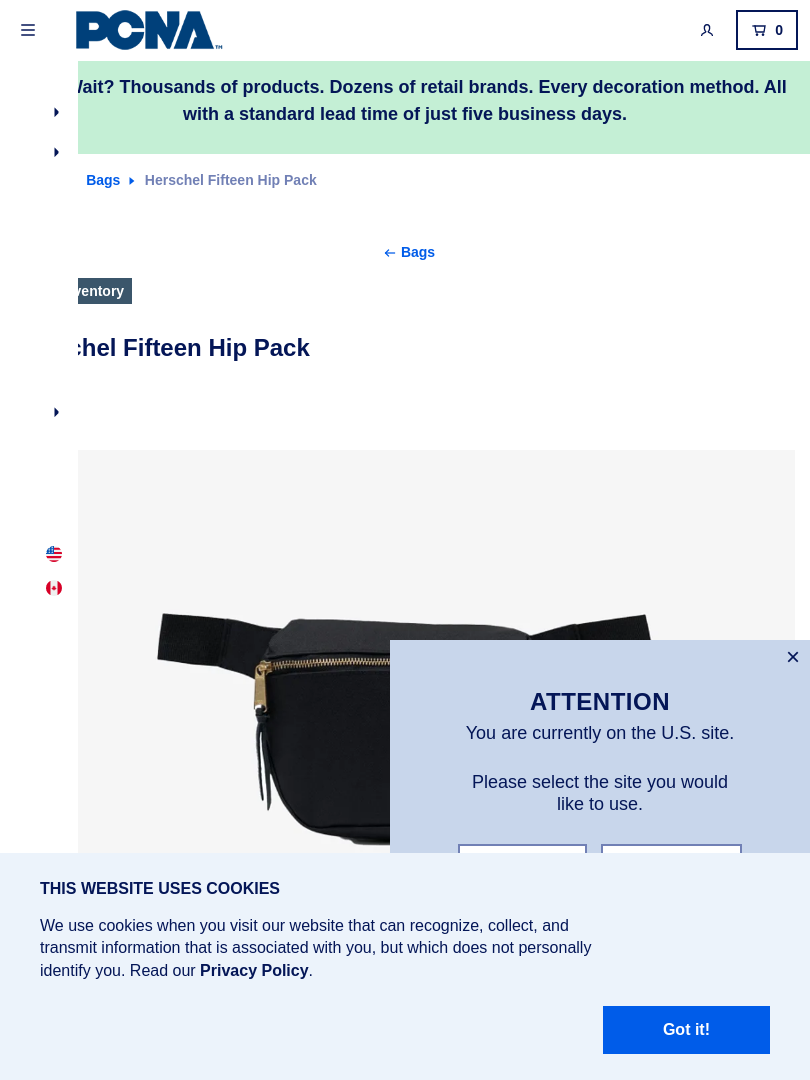 PCNA™
0
Wait? Thousands of products. Dozens of retail brands. Every decoration method. All
with a standard lead time of just five business days.
Bags
Herschel Fifteen Hip Pack
Bags
Fifteen Hip Pack
ATTENTION
You are currently on the U.S. site.
Please select the site you would
like to use.
THIS WEBSITE USES COOKIES
We use cookies when you visit our website that can recognize, collect, and
transmit information that is associated with you, but which does not personally
identify you. Read our Privacy Policy.
Got it!